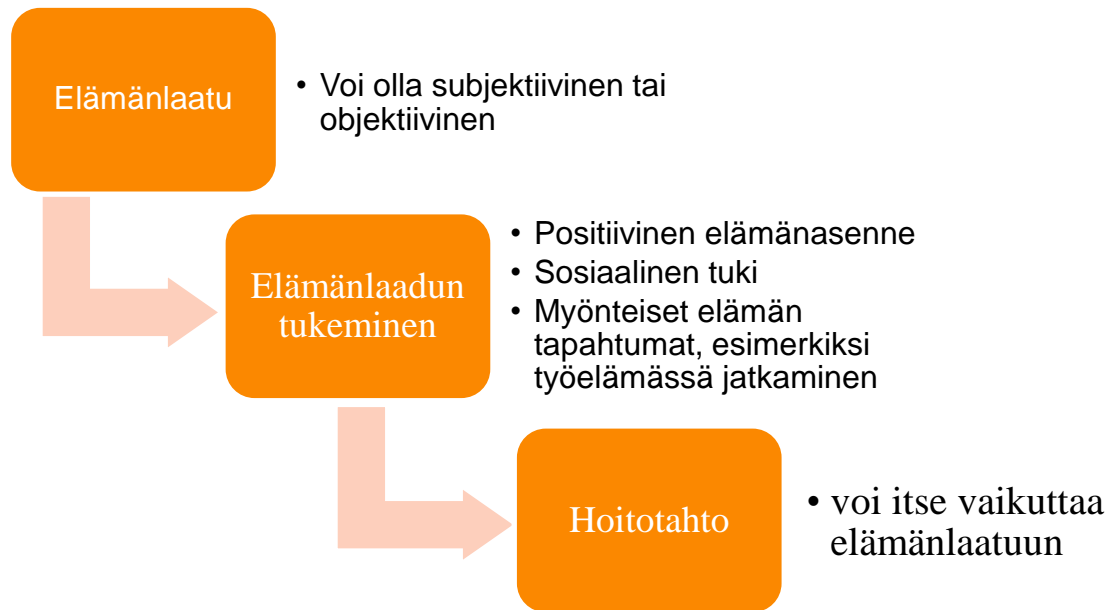 Elämänlaatu
• Voi olla subjektiivinen tai
objektiivinen
Elämänlaadun
tukeminen
• Positiivinen elämänasenne
• Sosiaalinen tuki
• Myönteiset elämän
tapahtumat, esimerkiksi
työelämässä jatkaminen
Hoitotahto
• voi itse vaikuttaa
elämänlaatuun